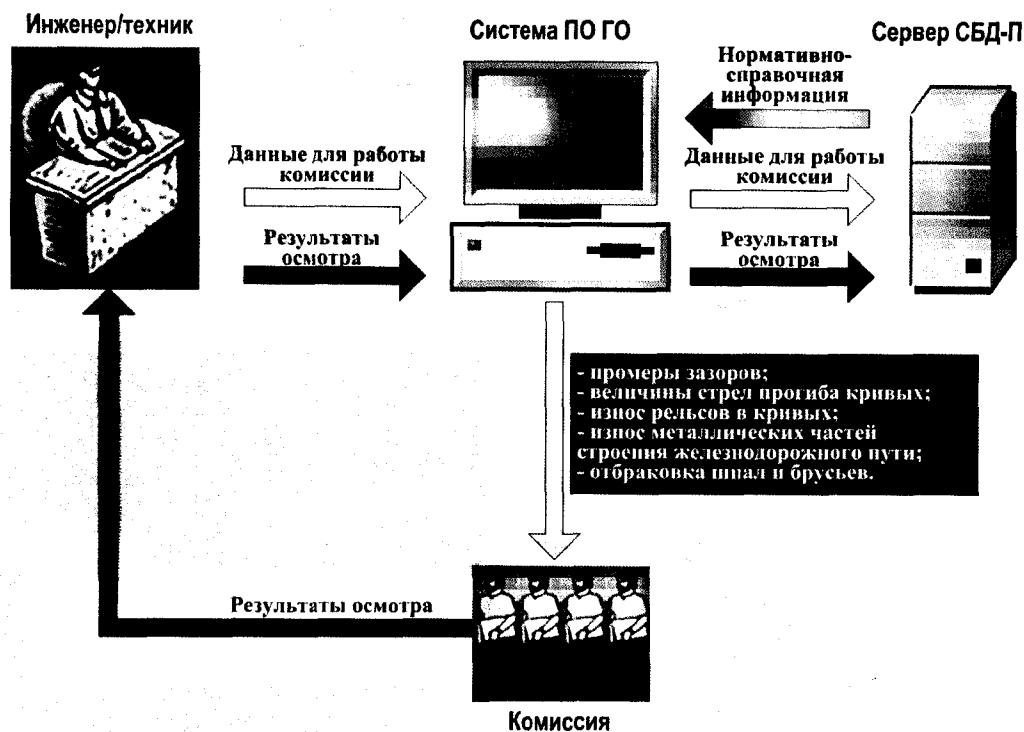 Инженер/техник
Система ПО ГО
Сервер СБД-П
Нормативно-
справочная
информация
Данные для работы
комиссии
Данные для работы
комиссии
Результаты
осмотра
Результаты
осмотра
- промеры зазоров;
- величины стрел прогиба кривых;
- износ рельсов в кривых;
- износ металлических частей
строения железнодорожного пути;
- отбраковка шпал и брусьев.
Результаты осмотра
Комиссия